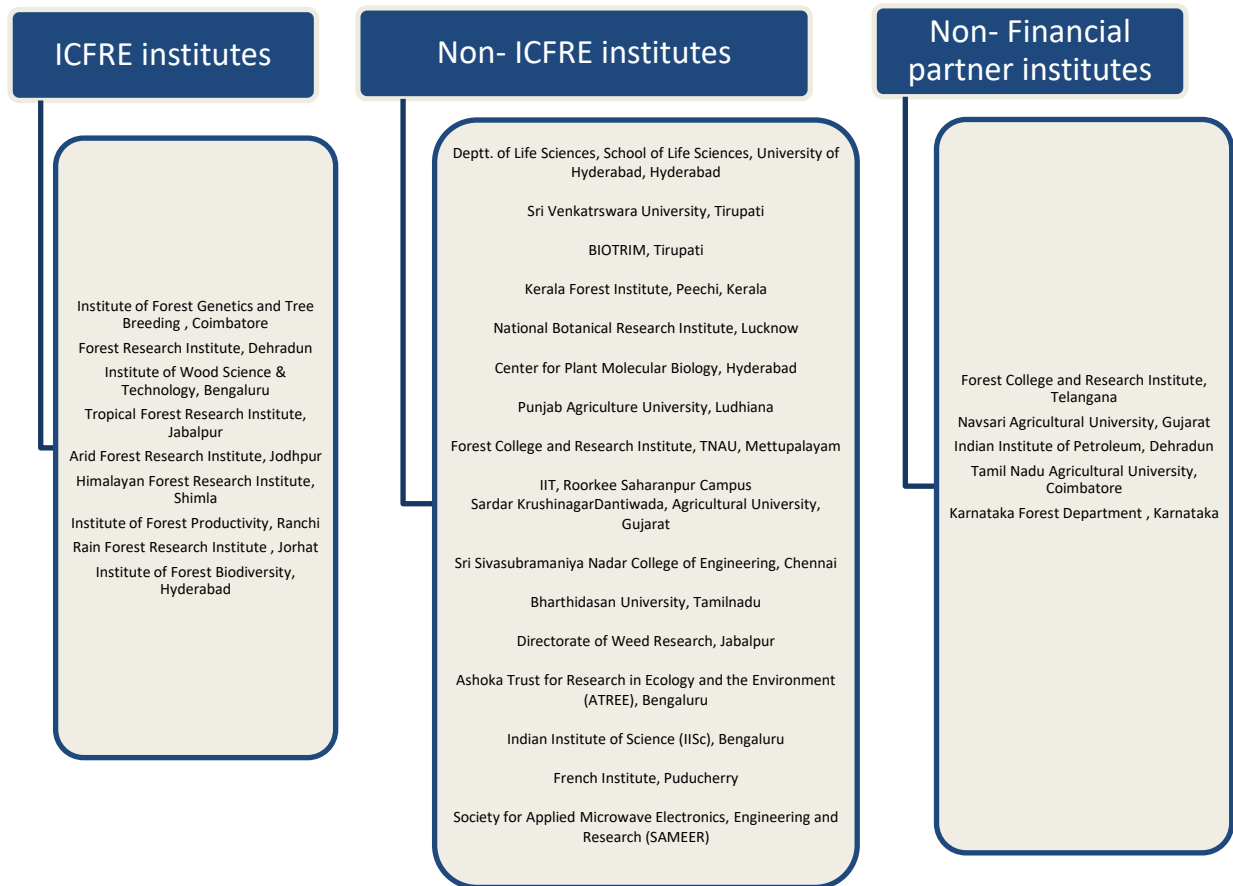 ICFRE institutes
Institute of Forest Genetics and Tree
Breeding , Coimbatore
Forest Research Institute, Dehradun
Institute of Wood Science &
Technology, Bengaluru
Tropical Forest Research Institute,
Jabalpur
Arid Forest Research Institute, Jodhpur
Himalayan Forest Research Institute,
Shimla
Institute of Forest Productivity, Ranchi
Rain Forest Research Institute , Jorhat
Institute of Forest Biodiversity,
Hyderabad
Non- ICFRE institutes
Deptt. of Life Sciences, School of Life Sciences, University of
Hyderabad, Hyderabad
Sri Venkatrswara University, Tirupati
BIOTRIM, Tirupati
Kerala Forest Institute, Peechi, Kerala
National Botanical Research Institute, Lucknow
Center for Plant Molecular Biology, Hyderabad
Punjab Agriculture University, Ludhiana
Forest College and Research Institute, TNAU, Mettupalayam
IIT, Roorkee Saharanpur Campus
Sardar KrushinagarDantiwada, Agricultural University,
Gujarat
Sri Sivasubramaniya Nadar College of Engineering, Chennai
Bharthidasan University, Tamilnadu
Directorate of Weed Research, Jabalpur
Ashoka Trust for Research in Ecology and the Environment
(ATREE), Bengaluru
Indian Institute of Science (IISc), Bengaluru
French Institute, Puducherry
Society for Applied Microwave Electronics, Engineering and
Research (SAMEER)
Non- Financial
partner institutes
Forest College and Research Institute,
Telangana
Navsari Agricultural University, Gujarat
Indian Institute of Petroleum, Dehradun
Tamil Nadu Agricultural University,
Coimbatore
Karnataka Forest Department , Karnataka